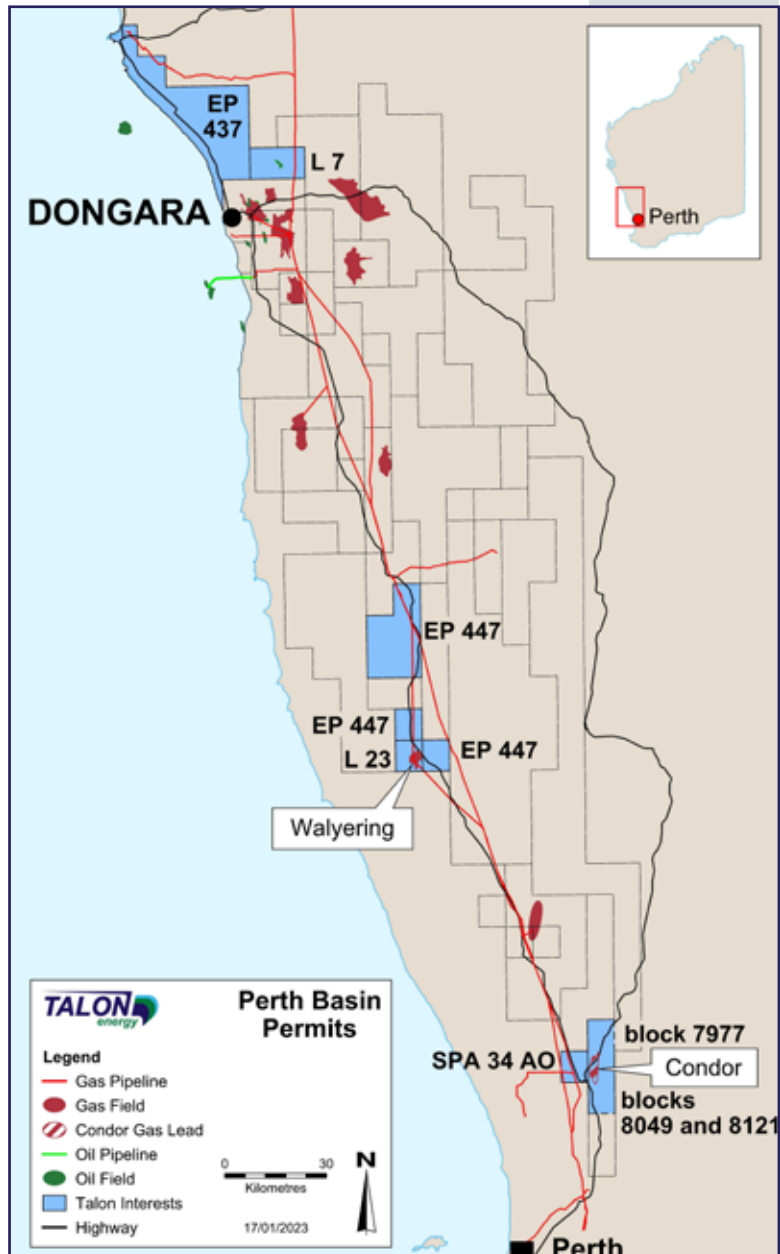 EP
437
L 7
DONGARA
Perth
EP 447
EP 447
EP 447
L 23
Walyering
SPA 34 AO
block 7977
Condor
blocks
8049 and 8121
TALON
energy
Perth Basin
Permits
Legend
Gas Pipeline
Gas Field
Condor Gas Lead
Oil Pipeline
Oil Field
Talon Interests
Highway
0 30
Kilometres
N
17/01/2023
Perth